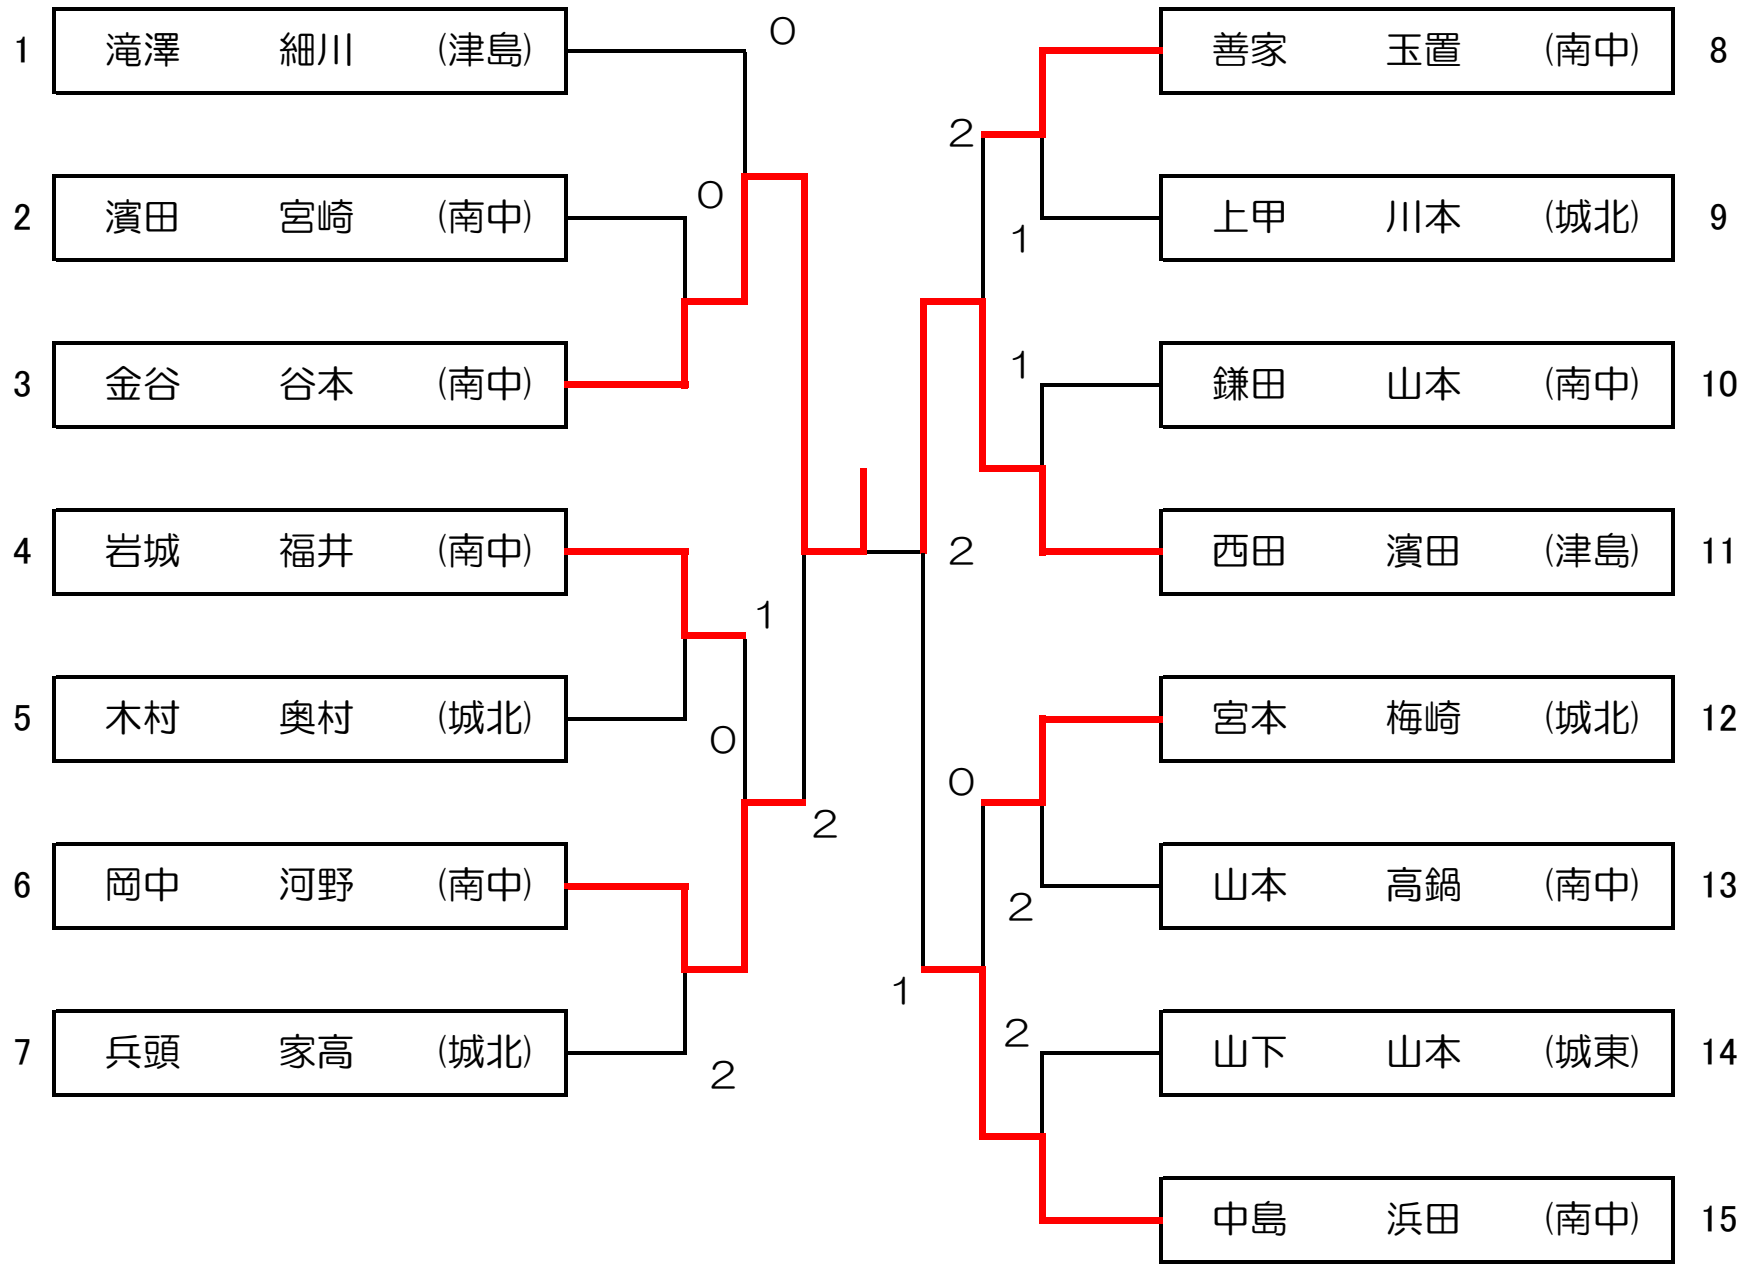 1 滝澤 細川 (津島)
0
2 濱田 宮崎 (南中)
0
3 金谷 谷本 (南中)
4 岩城 福井 (南中)
1
5 木村 奥村 (城北)
0
6 岡中 河野 (南中)
2
7 兵頭 家高 (城北)
2
善家 玉置 (南中) 8
2
上甲 川本 (城北) 9
1
1
鎌田 山本 (南中) 10
2
西田 濱田 (津島) 11
宮本 梅崎 (城北) 12
0
山本 高鍋 (南中) 13
2
1
2
山下 山本 (城東) 14
中島 浜田 (南中) 15